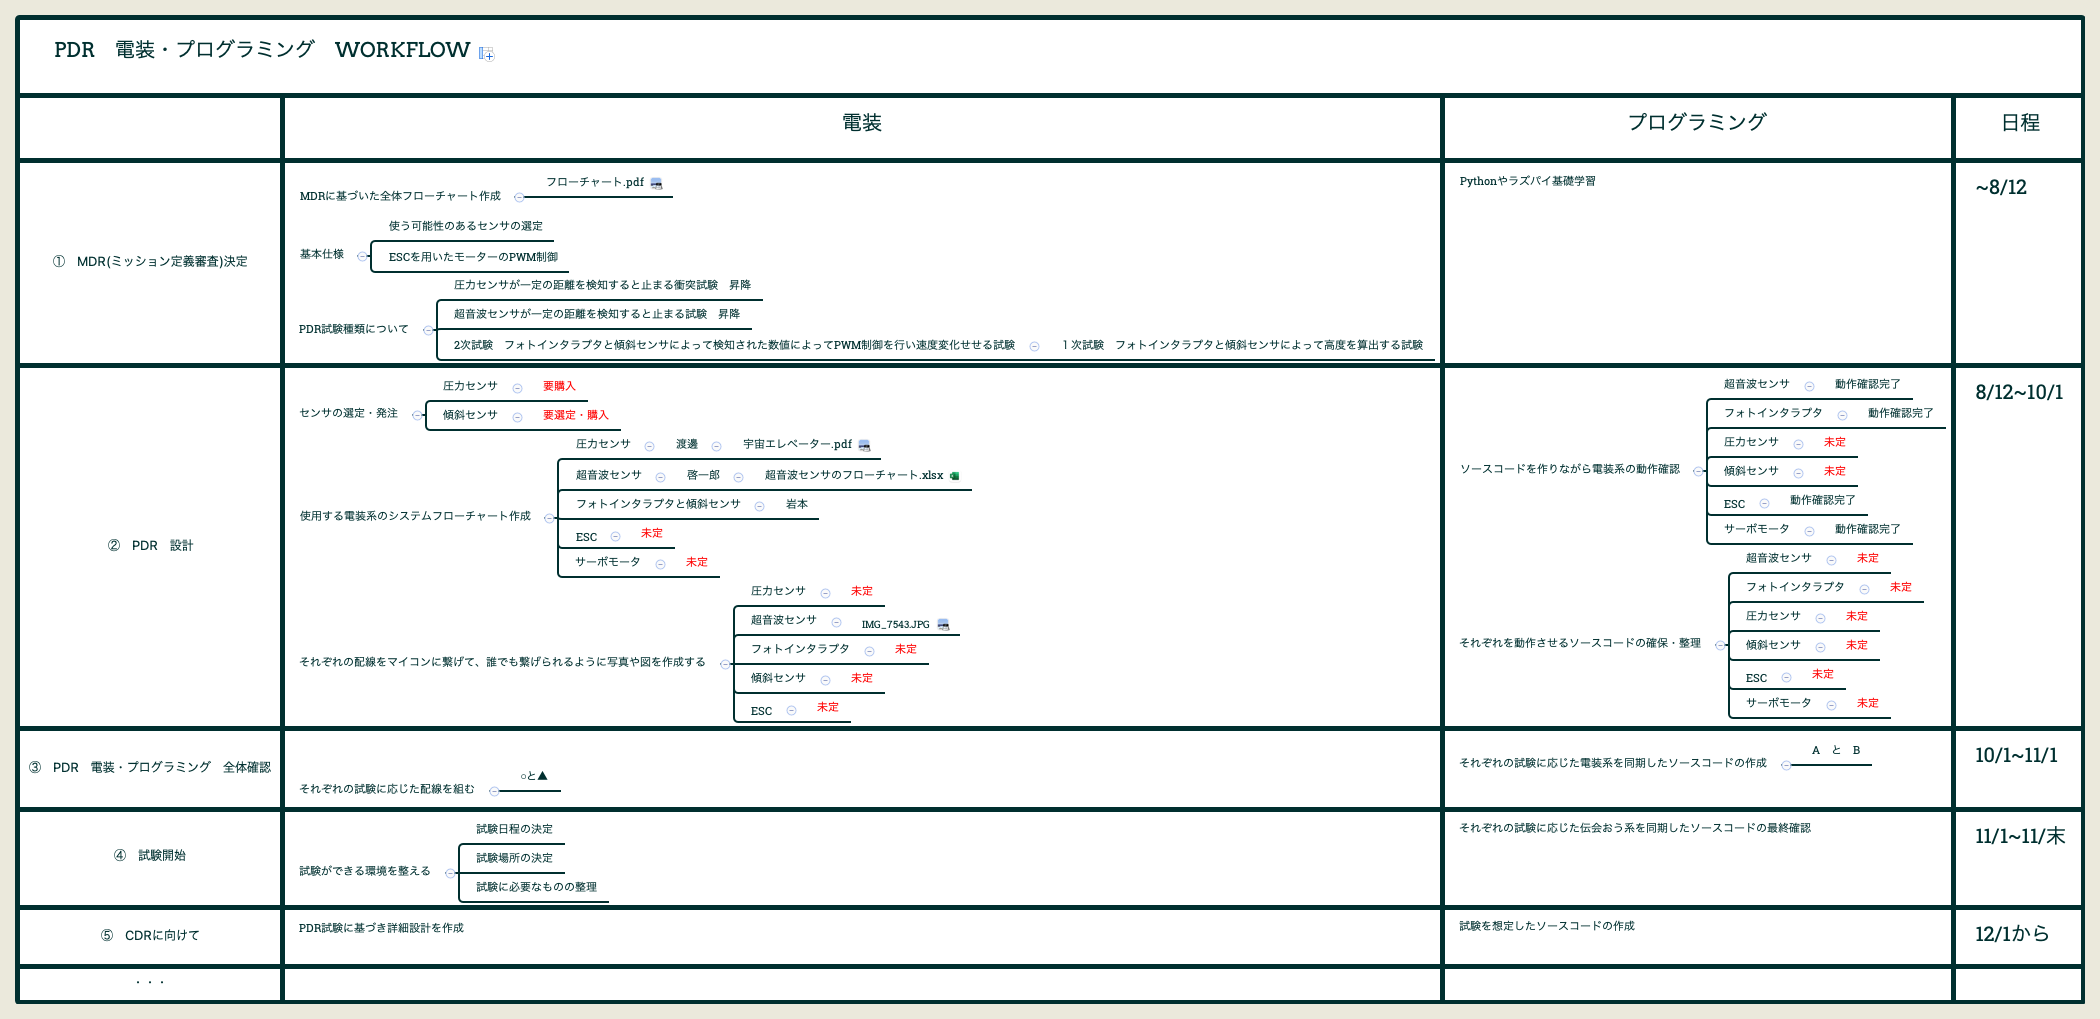 PDR　電装・プログラミング　WORKFLOW
電装
プログラミング
日程
①　MDR(ミッション定義審査)決定
MDRに基づいた全体フローチャート作成
フローチャート.pdf
基本仕様
使う可能性のあるセンサの選定
ESCを用いたモーターのPWM制御
PDR試験種類について
圧力センサが一定の距離を検知すると止まる衝突試験　昇降
超音波センサが一定の距離を検知すると止まる試験　昇降
2次試験　フォトインタラプタと傾斜センサによって検知された数値によってPWM制御を行い速度変化せせる試験
１次試験　フォトインタラプタと傾斜センサによって高度を算出する試験
Pythonやラズパイ基礎学習
~8/12
②　PDR　設計
センサの選定・発注
圧力センサ
要購入
傾斜センサ
要選定・購入
使用する電装系のシステムフローチャート作成
圧力センサ
渡邊
宇宙エレベーター.pdf
超音波センサ
啓一郎
超音波センサのフローチャート.xlsx
フォトインタラプタと傾斜センサ
岩本
ESC
未定
サーボモータ
未定
それぞれの配線をマイコンに繋げて、誰でも繋げられるように写真や図を作成する
圧力センサ
未定
超音波センサ
IMG_7543.JPG
フォトインタラプタ
未定
傾斜センサ
未定
ESC
未定
ソースコードを作りながら電装系の動作確認
超音波センサ
動作確認完了
フォトインタラプタ
動作確認完了
圧力センサ
未定
傾斜センサ
未定
ESC
動作確認完了
サーボモータ
動作確認完了
それぞれを動作させるソースコードの確保・整理
超音波センサ
未定
フォトインタラプタ
未定
圧力センサ
未定
傾斜センサ
未定
ESC
未定
サーボモータ
未定
8/12~10/1
③　PDR　電装・プログラミング　全体確認
それぞれの試験に応じた配線を組む
○と▲
それぞれの試験に応じた電装系を同期したソースコードの作成
A　と　B
10/1~11/1
④　試験開始
試験ができる環境を整える
試験日程の決定
試験場所の決定
試験に必要なものの整理
それぞれの試験に応じた伝会おう系を同期したソースコードの最終確認
11/1~11/末
⑤　CDRに向けて
PDR試験に基づき詳細設計を作成
試験を想定したソースコードの作成
12/1から
・・・